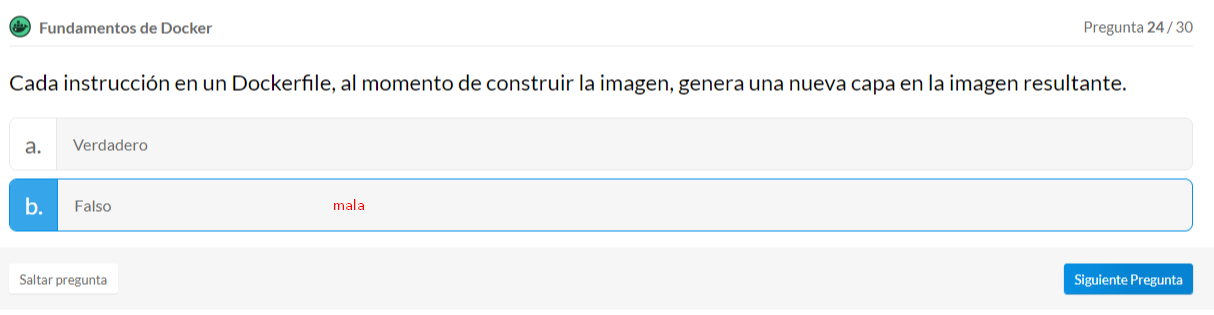 Fundamentos de Docker
Pregunta 24 / 30
Cada instrucción en un Dockerfile, al momento de construir la imagen, genera una nueva capa en la imagen resultante.
a. Verdadero
b. Falso mala
Saltar pregunta
Siguiente Pregunta